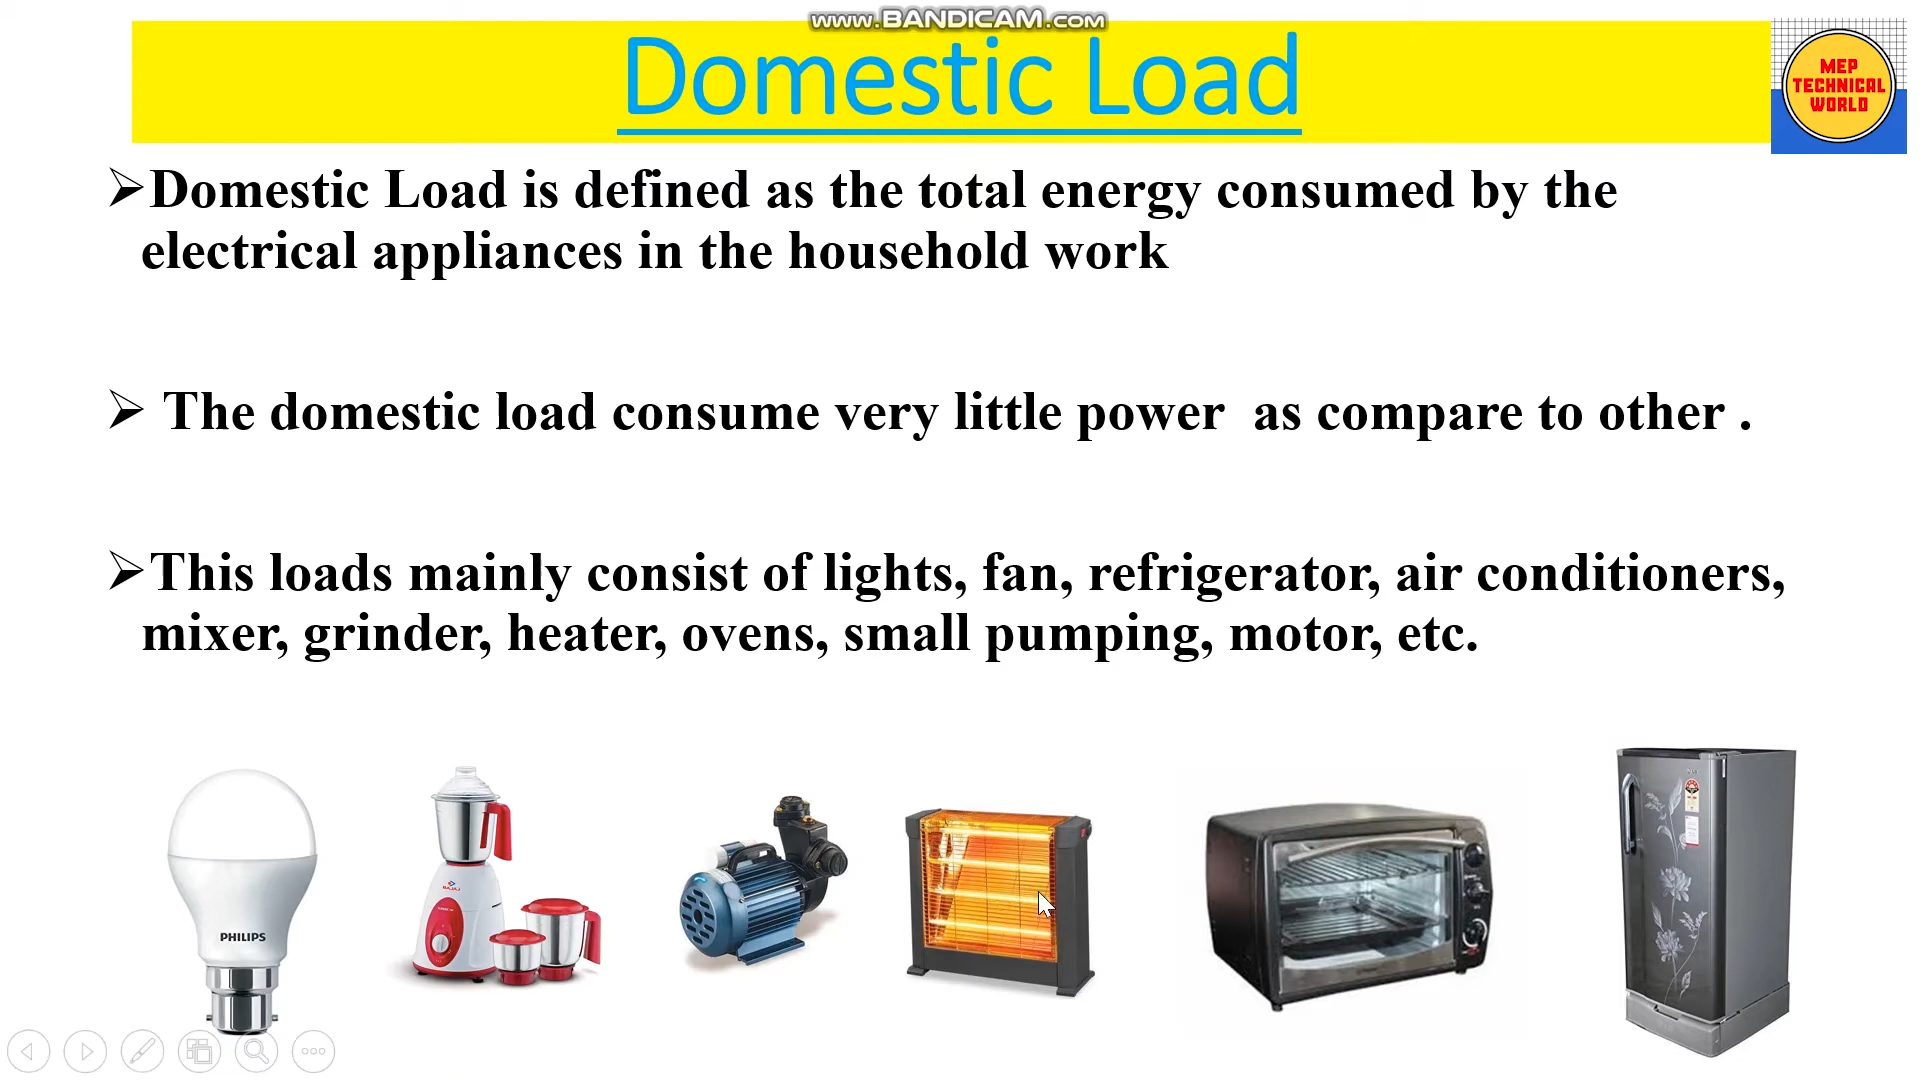 www.BANDICAM.com
Domestic Load
MEP
TECHNICAL
WORLD
➢Domestic Load is defined as the total energy consumed by the
electrical appliances in the household work
➢ The domestic load consume very little power  as compare to other .
➢This loads mainly consist of lights, fan, refrigerator, air conditioners,
mixer, grinder, heater, ovens, small pumping, motor, etc.
BAJAJ
PHILIPS